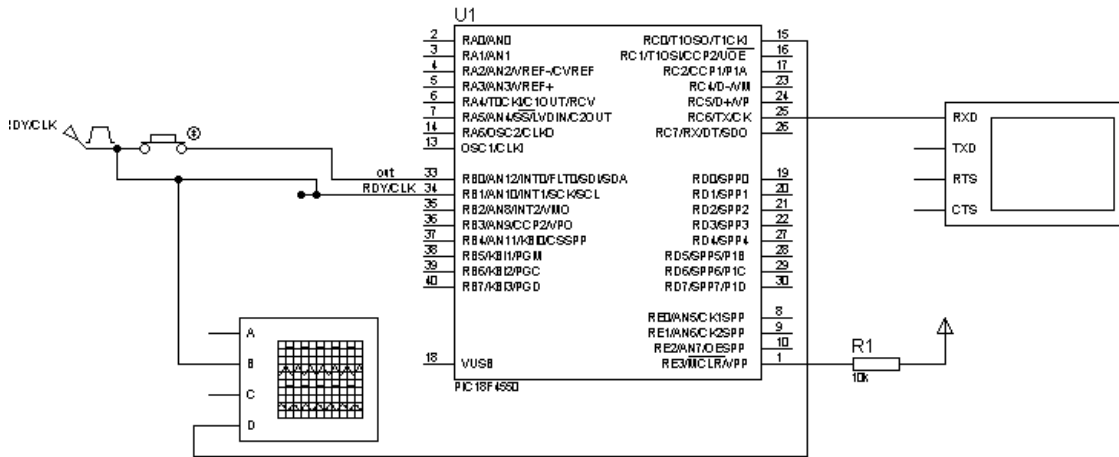 U1
2 RA0/AN0
3 RA1/AN1
4 RA2/AN2/VREF-/CVREF
5 RA3/AN3/VREF+
6 RA4/T0CKI/C1OUT/RCV
7 RA5/AN4/SS/LVDIN/C2OUT
14 RA6/OSC2/CLKO
13 OSC1/CLKI
33 RB0/AN12/INT0/FLT0/SDI/SDA
34 RB1/AN10/INT1/SCK/SCL
35 RB2/AN8/INT2/VMO
36 RB3/AN9/CCP2/VPO
37 RB4/AN11/KBI0/CSSPP
38 RB5/KBI1/PGM
39 RB6/KBI2/PGC
40 RB7/KBI3/PGD
18 VUSB
RC0/T1OSO/T1CKI 15
RC1/T1OSI/CCP2/UOE 16
RC2/CCP1/P1A 17
RC4/D-/VM 23
RC5/D+/VP 24
RC6/TX/CK 25
RC7/RX/DT/SDO 26
RD0/SPP0 19
RD1/SPP1 20
RD2/SPP2 21
RD3/SPP3 22
RD4/SPP4 27
RD5/SPP5/P1B 28
RD6/SPP6/P1C 29
RD7/SPP7/P1D 30
RE0/AN5/CK1SPP 8
RE1/AN6/CK2SPP 9
RE2/AN7/OESPP 10
RE3/MCLR/VPP 1
PIC18F4550
RDY/CLK
out
RDY/CLK
A
B
C
D
RXD
TXD
RTS
CTS
R1
10k